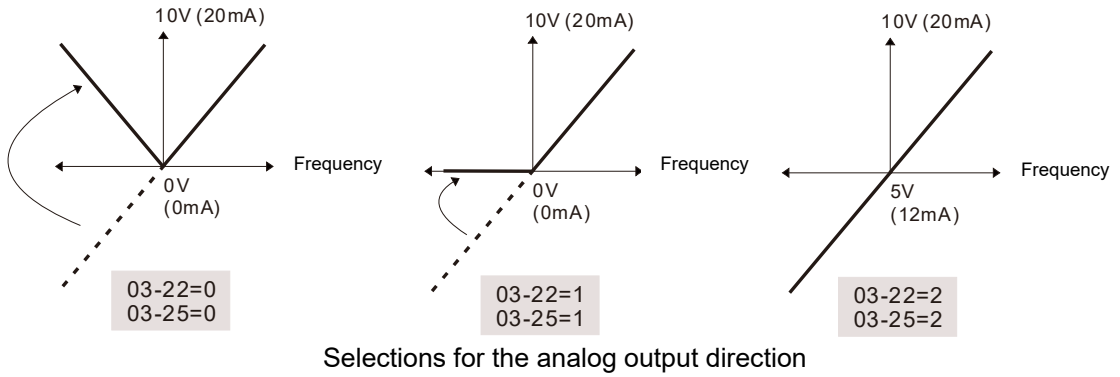 10V (20mA)
Frequency
0V
(0mA)
03-22=0
03-25=0
10V (20mA)
Frequency
0V
(0mA)
03-22=1
03-25=1
10V (20mA)
Frequency
5V
(12mA)
03-22=2
03-25=2
Selections for the analog output direction